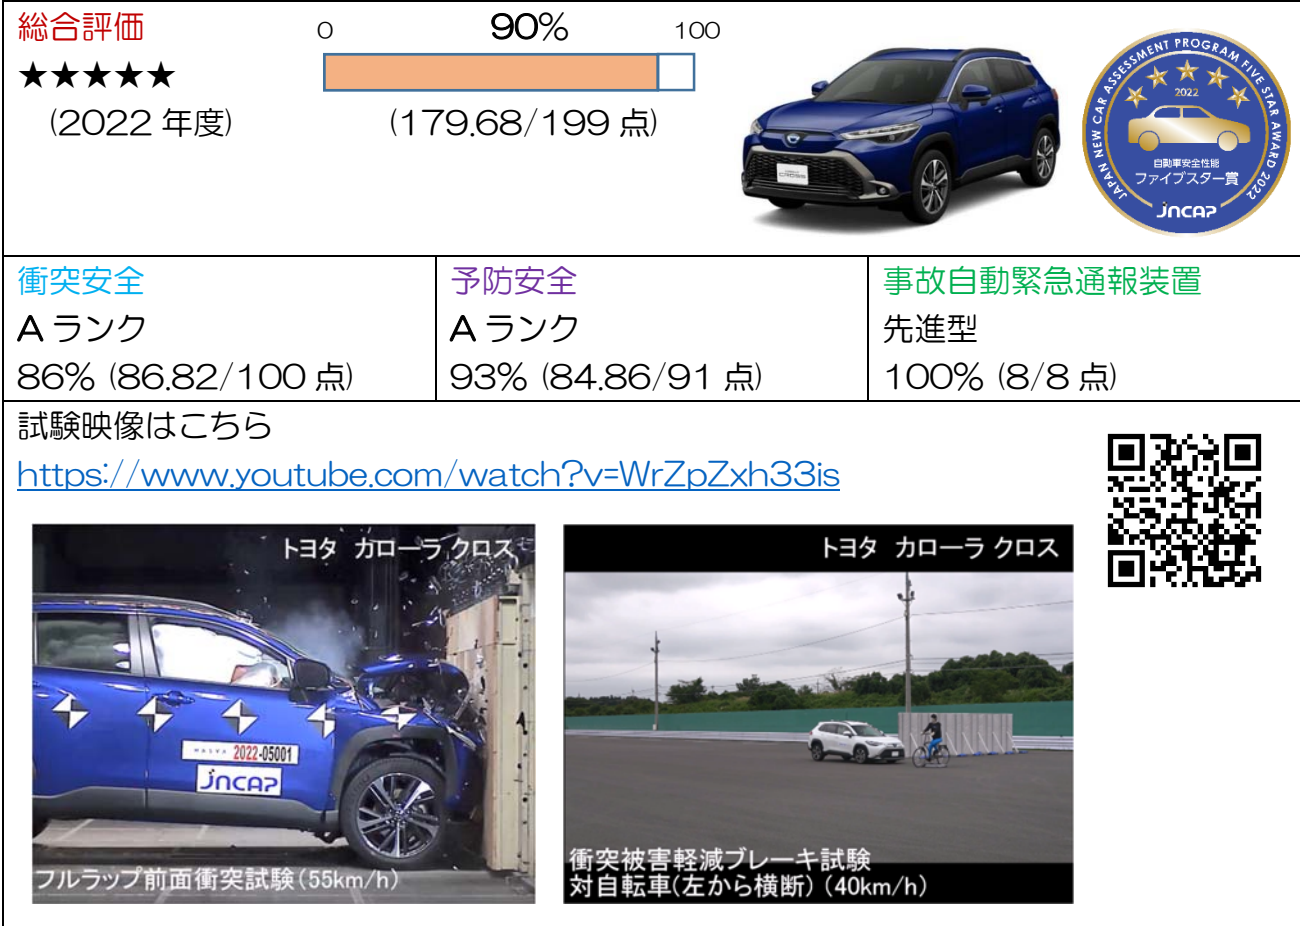 総合評価
0 90% 100
★★★★★
(2022 年度)
(179.68/199 点)
CROSS
JAPAN NEW CAR ASSESSMENT PROGRAM FIVE STAR AWARD 2022
2022
自動車安全性能
ファイブスター賞
JNCAP
衝突安全
A ランク
86% (86.82/100 点)
予防安全
A ランク
93% (84.86/91 点)
事故自動緊急通報装置
先進型
100% (8/8 点)
試験映像はこちら
https://www.youtube.com/watch?v=WrZpZxh33is
トヨタ カローラ クロス
NASVA 2022-05001
JNCAP
フルラップ前面衝突試験(55km/h)
トヨタ カローラ クロス
衝突被害軽減ブレーキ試験
対自転車(左から横断)(40km/h)